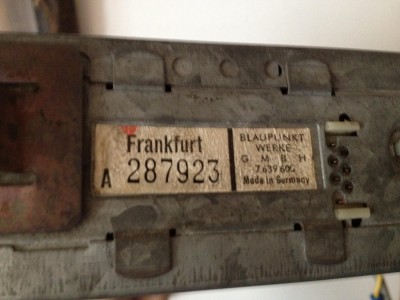 Frankfurt
A 287923
BLAUPUNKT
WERKE
G M B H
Made in Germany